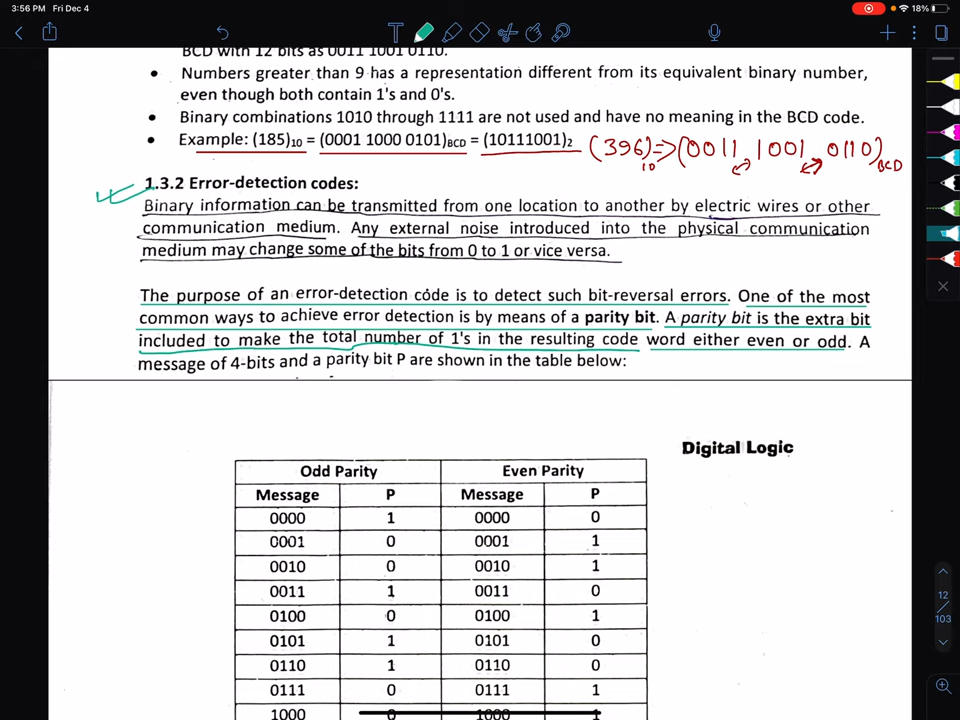 3:56 PM Fri Dec 4
18%
BCD with 12 bits as 0011 1001 0110.
• Numbers greater than 9 has a representation different from its equivalent binary number,
even though both contain 1's and 0's.
• Binary combinations 1010 through 1111 are not used and have no meaning in the BCD code.
• Example: (185)10 = (0001 1000 0101)BCD = (10111001)2 (396)10 => (0011 1001 0110)BCD
1.3.2 Error-detection codes:
Binary information can be transmitted from one location to another by electric wires or other
communication medium. Any external noise introduced into the physical communication
medium may change some of the bits from 0 to 1 or vice versa.
The purpose of an error-detection code is to detect such bit-reversal errors. One of the most
common ways to achieve error detection is by means of a parity bit. A parity bit is the extra bit
included to make the total number of 1's in the resulting code word either even or odd. A
message of 4-bits and a parity bit P are shown in the table below:
Digital Logic
Odd Parity Even Parity
Message P Message P
0000 1 0000 0
0001 0 0001 1
0010 0 0010 1
0011 1 0011 0
0100 0 0100 1
0101 1 0101 0
0110 1 0110 0
0111 0 0111 1
1000 0 1000 1
12
/
103